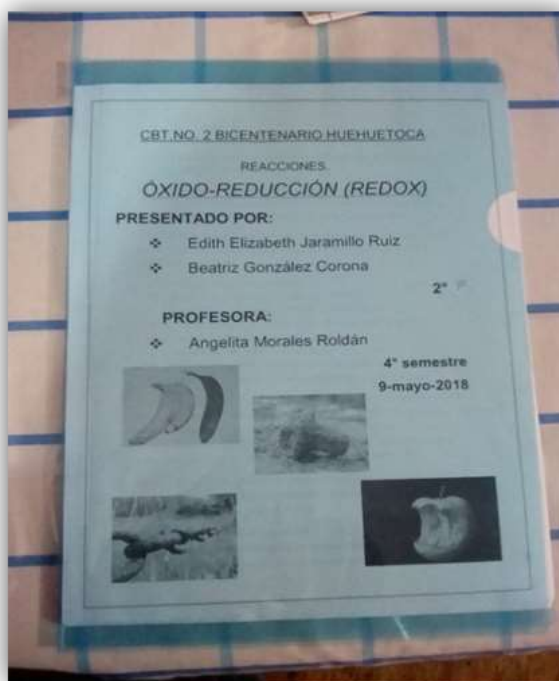 CBT NO. 2 BICENTENARIO HUEHUETOCA
REACCIONES.
ÓXIDO-REDUCCIÓN (REDOX)
PRESENTADO POR:
❖ Edith Elizabeth Jaramillo Ruiz
❖ Beatriz González Corona
2°
PROFESORA:
❖ Angelita Morales Roldán
4° semestre
9-mayo-2018